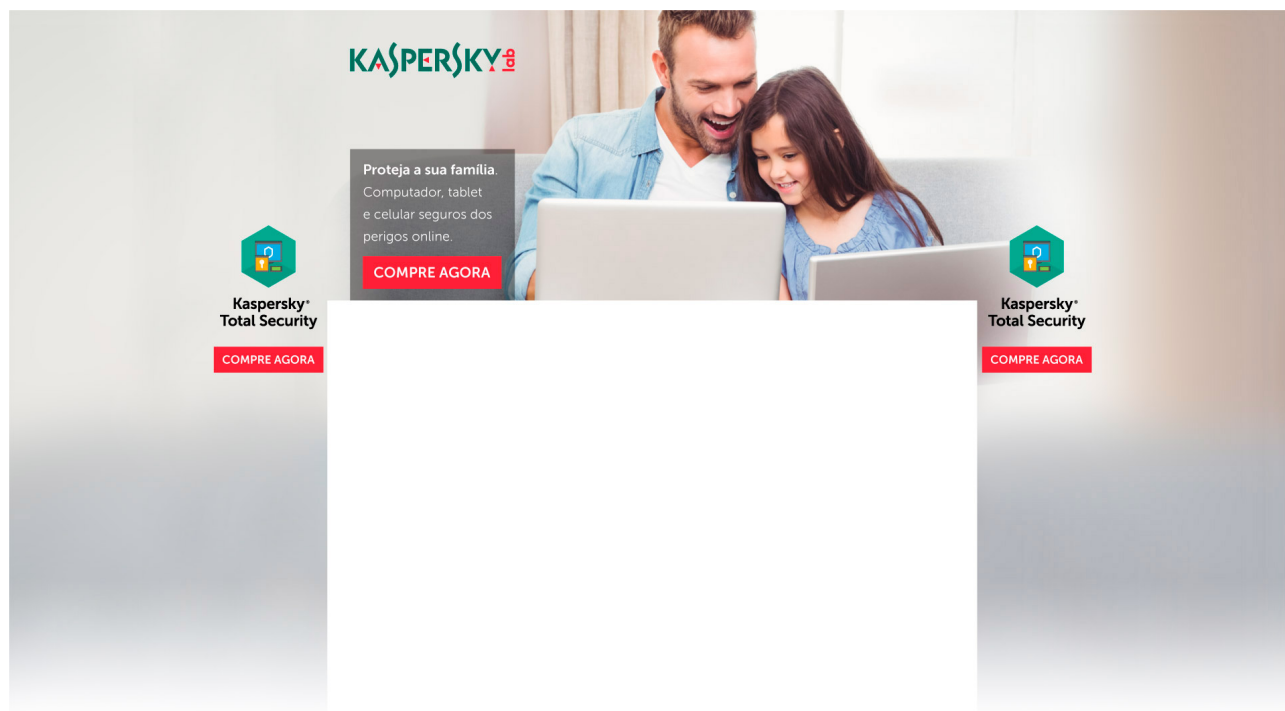 KASPERSKY lab
Proteja a sua família.
Computador, tablet
e celular seguros dos
perigos online.
COMPRE AGORA
Kaspersky®
Total Security
COMPRE AGORA
Kaspersky®
Total Security
COMPRE AGORA